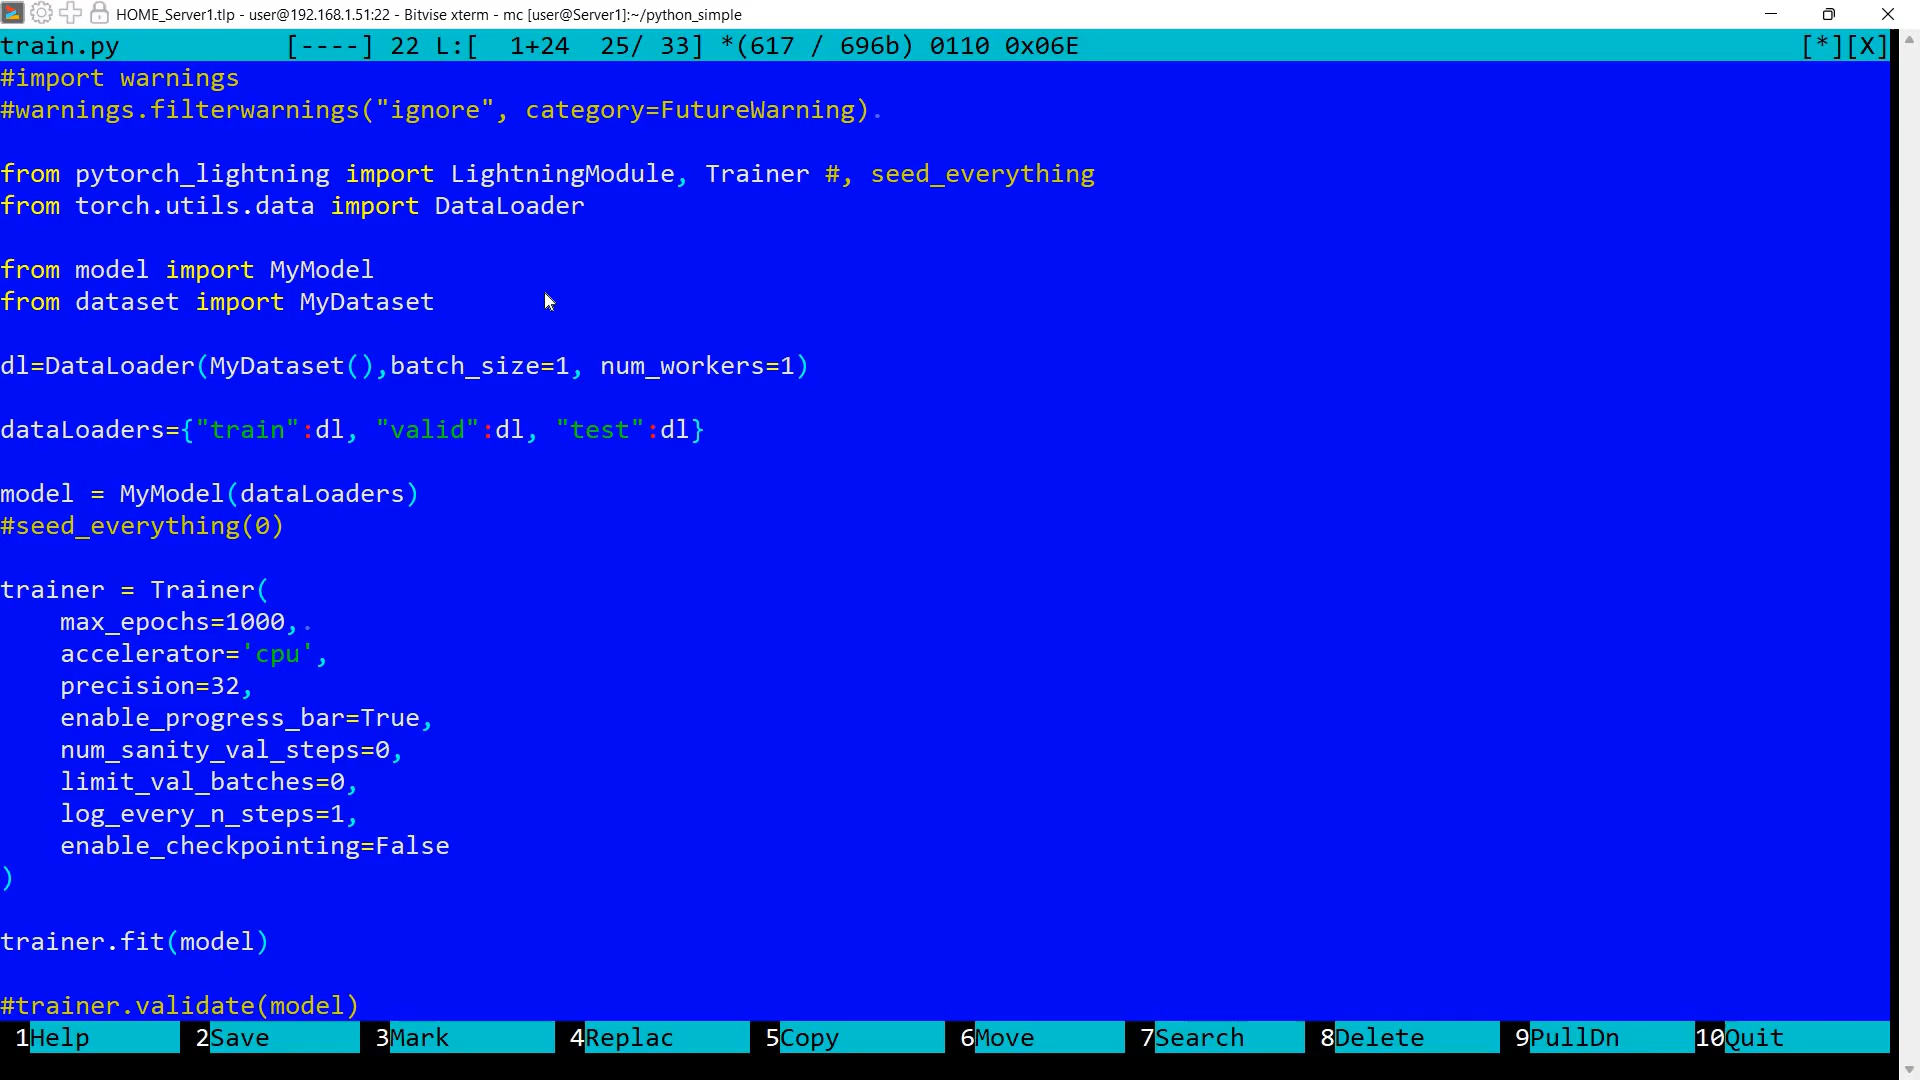 HOME_Server1.tlp - user@192.168.1.51:22 - Bitvise xterm - mc [user@Server1]:~/python_simple
train.py [----] 22 L:[ 1+24 25/ 33] *(617 / 696b) 0110 0x06E [*][X]
#import warnings
#warnings.filterwarnings("ignore", category=FutureWarning).
from pytorch_lightning import LightningModule, Trainer #, seed_everything
from torch.utils.data import DataLoader
from model import MyModel
from dataset import MyDataset
dl=DataLoader(MyDataset(),batch_size=1, num_workers=1)
dataLoaders={"train":dl, "valid":dl, "test":dl}
model = MyModel(dataLoaders)
#seed_everything(0)
trainer = Trainer(
    max_epochs=1000,.
    accelerator='cpu',
    precision=32,
    enable_progress_bar=True,
    num_sanity_val_steps=0,
    limit_val_batches=0,
    log_every_n_steps=1,
    enable_checkpointing=False
)
trainer.fit(model)
#trainer.validate(model)
1Help 2Save 3Mark 4Replac 5Copy 6Move 7Search 8Delete 9PullDn 10Quit